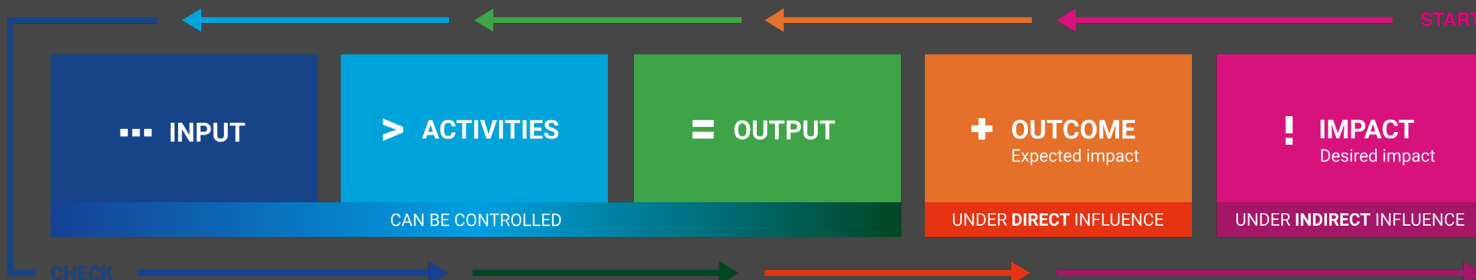 START
... INPUT
> ACTIVITIES
= OUTPUT
+ OUTCOME
Expected impact
! IMPACT
Desired impact
CAN BE CONTROLLED
UNDER DIRECT INFLUENCE
UNDER INDIRECT INFLUENCE
CHECK